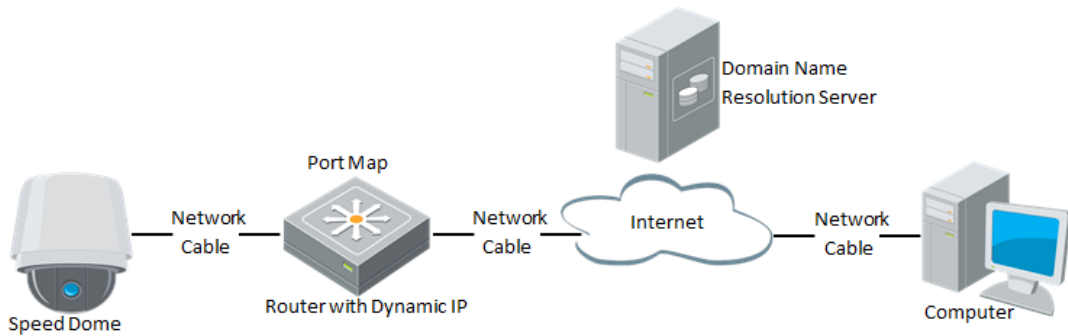 Domain Name
Resolution Server
Port Map
Network
Cable
Network
Cable
Internet
Network
Cable
Router with Dynamic IP
Speed Dome
Computer